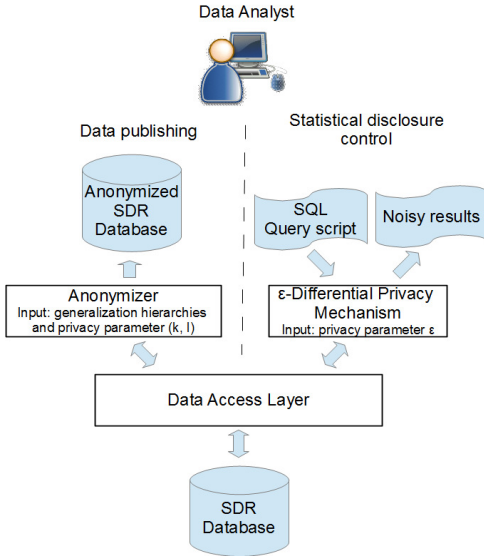 Data Analyst
Data publishing
Statistical disclosure
control
Anonymized
SDR
Database
SQL
Query script
Noisy results
Anonymizer
Input: generalization hierarchies
and privacy parameter (k, l)
ε-Differential Privacy
Mechanism
Input: privacy parameter ε
Data Access Layer
SDR
Database